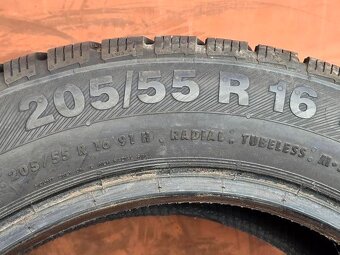 205/55 R 16
205/55 R 16 91 H . RADIAL . TUBELESS . M